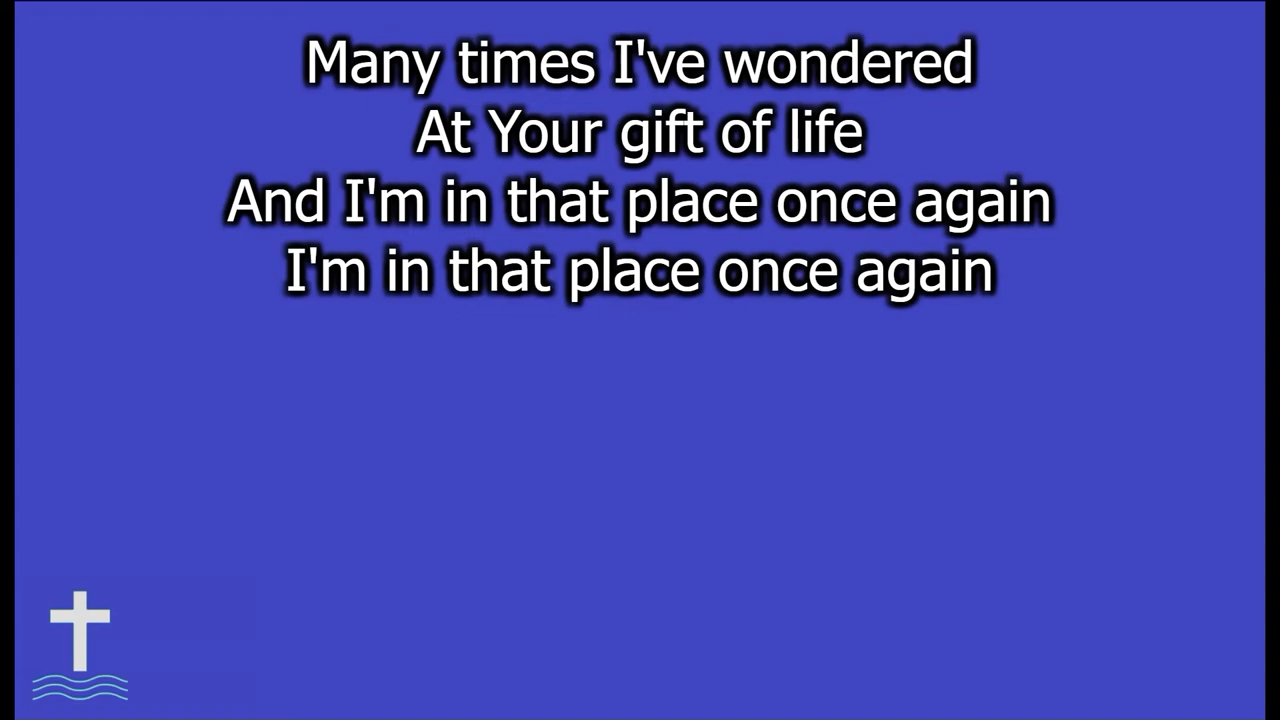 Many times I've wondered
At Your gift of life
And I'm in that place once again
I'm in that place once again